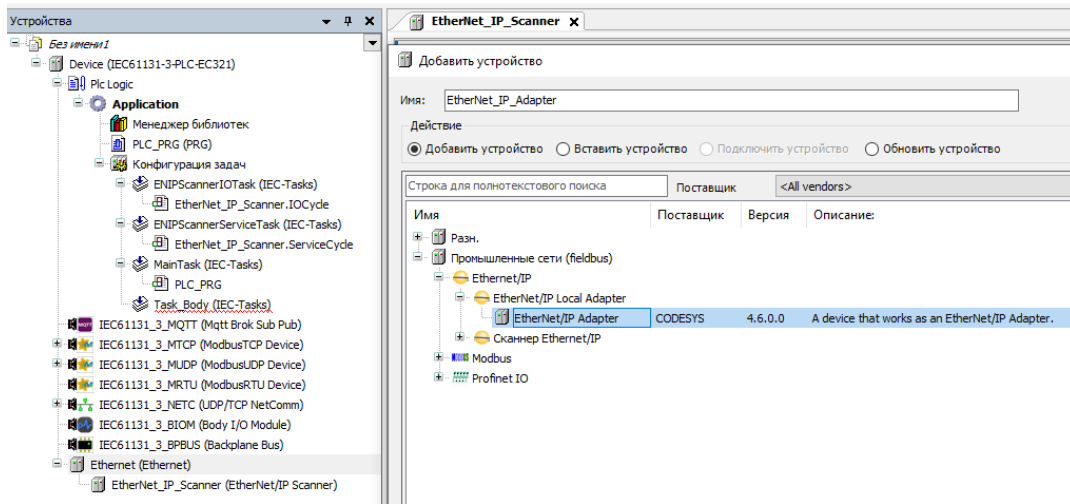 Устройства
Без имени1
Device (IEC61131-3-PLC-EC321)
Plc Logic
Application
Менеджер библиотек
PLC_PRG (PRG)
Конфигурация задач
ENIPScannerIOTask (IEC-Tasks)
EtherNet_IP_Scanner.IOCycle
ENIPScannerServiceTask (IEC-Tasks)
EtherNet_IP_Scanner.ServiceCycle
MainTask (IEC-Tasks)
PLC_PRG
Task_Body (IEC-Tasks)
IEC61131_3_MQTT (Mqtt Brok Sub Pub)
IEC61131_3_MTCP (ModbusTCP Device)
IEC61131_3_MUDP (ModbusUDP Device)
IEC61131_3_MRTU (ModbusRTU Device)
IEC61131_3_NETC (UDP/TCP NetComm)
IEC61131_3_BIOM (Body I/O Module)
IEC61131_3_BPBUS (Backplane Bus)
Ethernet (Ethernet)
EtherNet_IP_Scanner (EtherNet/IP Scanner)
EtherNet_IP_Scanner
Добавить устройство
Имя: EtherNet_IP_Adapter
Действие
Добавить устройство Вставить устройство Подключить устройство Обновить устройство
Строка для полнотекстового поиска Поставщик <All vendors>
Имя Поставщик Версия Описание:
Разн.
Промышленные сети (fieldbus)
Ethernet/IP
EtherNet/IP Local Adapter
EtherNet/IP Adapter CODESYS 4.6.0.0 A device that works as an EtherNet/IP Adapter.
Сканнер Ethernet/IP
Modbus
Profinet IO